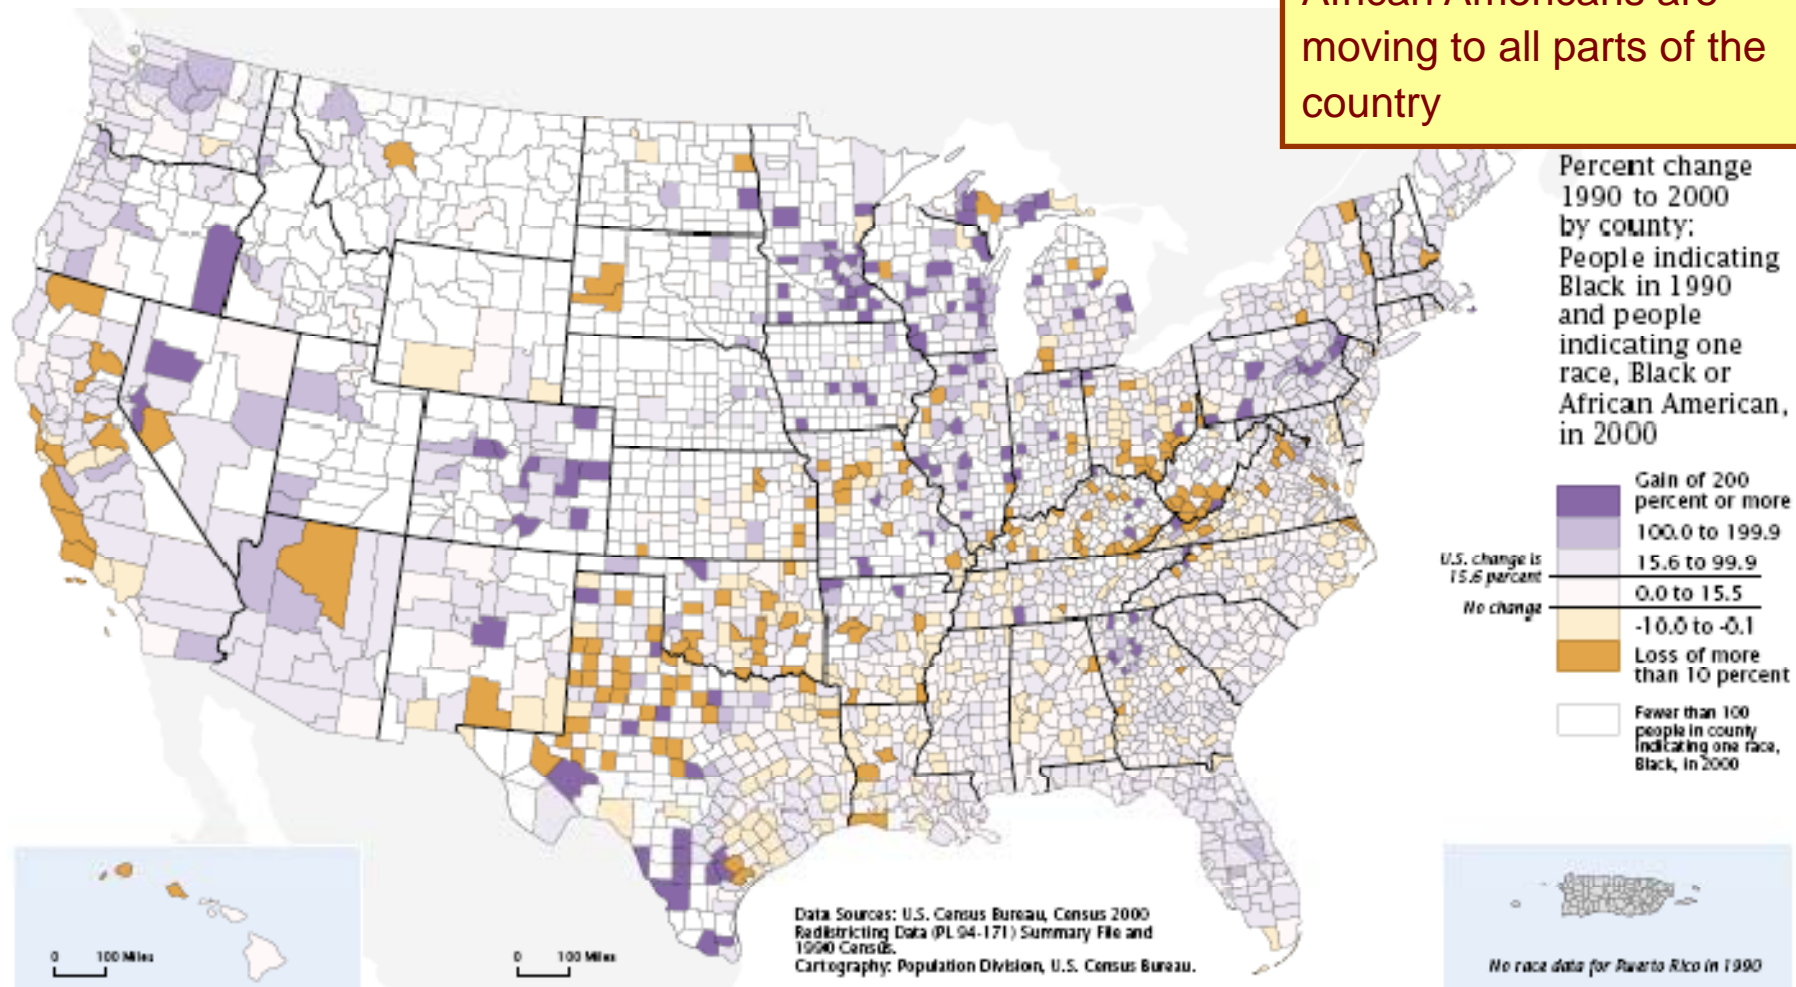 African Americans are
moving to all parts of the
country
Percent change
1990 to 2000
by county:
People indicating
Black in 1990
and people
indicating one
race, Black or
African American,
in 2000
Gain of 200
percent or more
100.0 to 199.9
15.6 to 99.9
U.S. change is
15.6 percent
0.0 to 15.5
No change
-10.0 to -0.1
Loss of more
than 10 percent
Fewer than 100
people in county
indicating one race,
Black, in 2000
0 100 Miles
0 100 Miles
Data Sources: U.S. Census Bureau, Census 2000
Redistricting Data (PL 94-171) Summary File and
1990 Census.
Cartography: Population Division, U.S. Census Bureau.
No race data for Puerto Rico in 1990